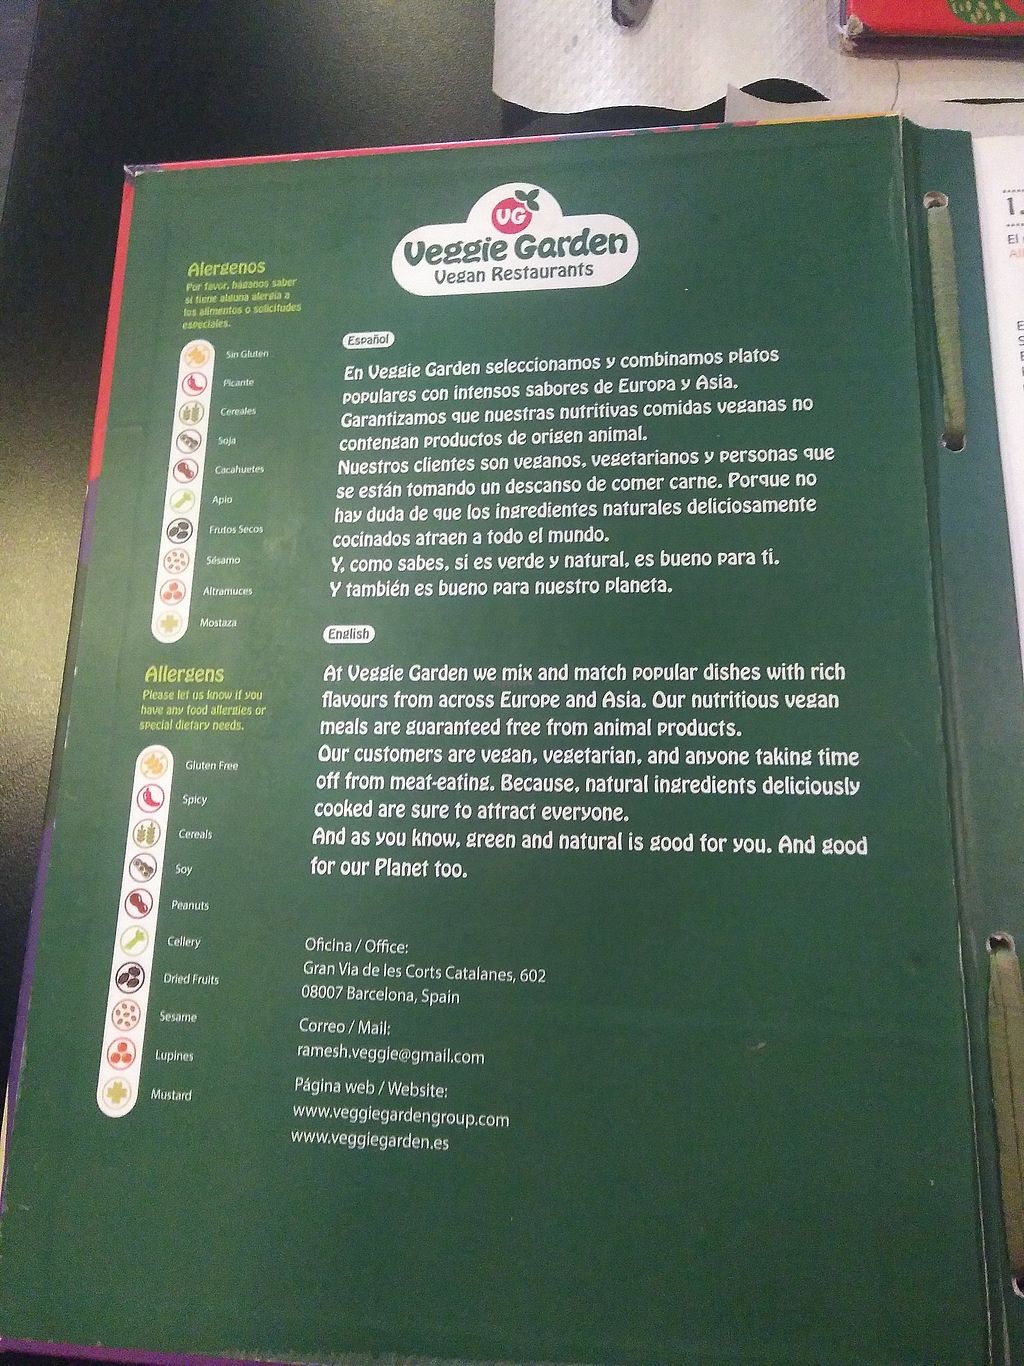 VG
Veggie Garden
Vegan Restaurants
Alergenos
Por favor, háganos saber
si tiene alguna alergia a
los alimentos o solicitudes
especiales.
Sin Gluten
Picante
Cereales
Soja
Cacahuetes
Apio
Frutos Secos
Sésamo
Altramuces
Mostaza
Español
En Veggie Garden seleccionamos y combinamos platos
populares con intensos sabores de Europa y Asia.
Garantizamos que nuestras nutritivas comidas veganas no
contengan productos de origen animal.
Nuestros clientes son veganos, vegetarianos y personas que
se están tomando un descanso de comer carne. Porque no
hay duda de que los ingredientes naturales deliciosamente
cocinados atraen a todo el mundo.
Y, como sabes, si es verde y natural, es bueno para ti.
Y también es bueno para nuestro planeta.
Allergens
Please let us know if you
have any food allergies or
special dietary needs.
Gluten Free
Spicy
Cereals
Soy
Peanuts
Cellery
Dried Fruits
Sesame
Lupines
Mustard
English
At Veggie Garden we mix and match popular dishes with rich
flavours from across Europe and Asia. Our nutritious vegan
meals are guaranteed free from animal products.
Our customers are vegan, vegetarian, and anyone taking time
off from meat-eating. Because, natural ingredients deliciously
cooked are sure to attract everyone.
And as you know, green and natural is good for you. And good
for our Planet too.
Oficina / Office:
Gran Via de les Corts Catalanes, 602
08007 Barcelona, Spain
Correo / Mail:
ramesh.veggie@gmail.com
Página web / Website:
www.veggiegardengroup.com
www.veggiegarden.es
1.
El